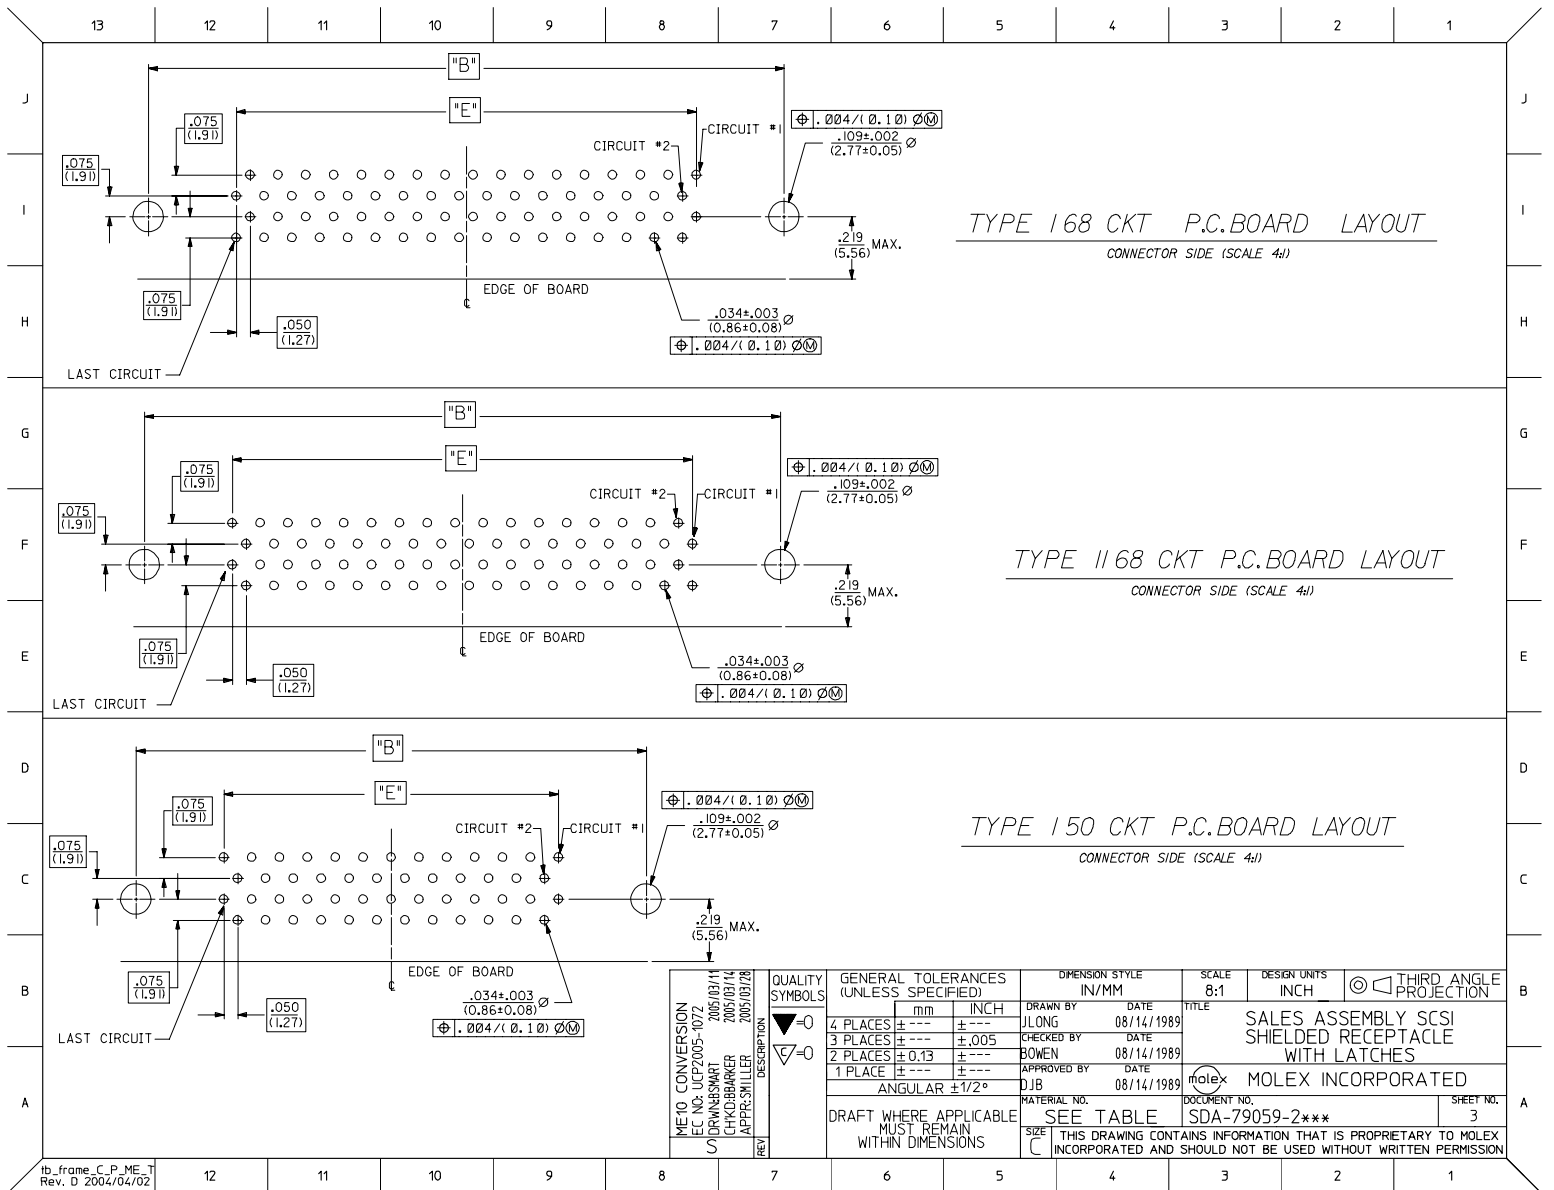 13 12 11 10 9 8 7 6 5 4 3 2 1
J
I
H
G
F
E
D
C
B
A
J
I
H
G
F
E
D
C
B
A
"B"
"E"
.075
(1.91)
.075
(1.91)
CIRCUIT #1
CIRCUIT #2
.004/(0.10) Ø Ⓜ
.109±.002
(2.77±0.05) Ø
.219
(5.56) MAX.
TYPE I 68 CKT P.C.BOARD LAYOUT
CONNECTOR SIDE (SCALE 4:1)
EDGE OF BOARD
.075
(1.91)
.050
(1.27)
.034±.003
(0.86±0.08) Ø
.004/(0.10) Ø Ⓜ
LAST CIRCUIT
"B"
"E"
.075
(1.91)
.075
(1.91)
CIRCUIT #2
CIRCUIT #1
.004/(0.10) Ø Ⓜ
.109±.002
(2.77±0.05) Ø
.219
(5.56) MAX.
TYPE II 68 CKT P.C.BOARD LAYOUT
CONNECTOR SIDE (SCALE 4:1)
EDGE OF BOARD
.075
(1.91)
.050
(1.27)
.034±.003
(0.86±0.08) Ø
.004/(0.10) Ø Ⓜ
LAST CIRCUIT
"B"
"E"
.075
(1.91)
.075
(1.91)
CIRCUIT #2
CIRCUIT #1
.004/(0.10) Ø Ⓜ
.109±.002
(2.77±0.05) Ø
.219
(5.56) MAX.
TYPE I 50 CKT P.C.BOARD LAYOUT
CONNECTOR SIDE (SCALE 4:1)
EDGE OF BOARD
.075
(1.91)
.050
(1.27)
.034±.003
(0.86±0.08) Ø
.004/(0.10) Ø Ⓜ
LAST CIRCUIT
ME10 CONVERSION
EC NO: UCP2005-1072
DRWN:BSMART 2005/03/11
CH'KD:BBARKER 2005/03/14
APPR:SMILLER 2005/03/28
S
REV
DESCRIPTION
QUALITY
SYMBOLS
=0
C =0
GENERAL TOLERANCES
(UNLESS SPECIFIED)
mm INCH
4 PLACES ±--- ±---
3 PLACES ±--- ±.005
2 PLACES ±0.13 ±---
1 PLACE ±--- ±---
ANGULAR ±1/2°
DRAFT WHERE APPLICABLE
MUST REMAIN
WITHIN DIMENSIONS
DIMENSION STYLE
IN/MM
SCALE
8:1
DESIGN UNITS
INCH
THIRD ANGLE
PROJECTION
DRAWN BY DATE
JLONG 08/14/1989
CHECKED BY DATE
BOWEN 08/14/1989
APPROVED BY DATE
DJB 08/14/1989
TITLE
SALES ASSEMBLY SCSI
SHIELDED RECEPTACLE
WITH LATCHES
molex MOLEX INCORPORATED
MATERIAL NO.
SEE TABLE
DOCUMENT NO.
SDA-79059-2***
SHEET NO.
3
SIZE
C
THIS DRAWING CONTAINS INFORMATION THAT IS PROPRIETARY TO MOLEX
INCORPORATED AND SHOULD NOT BE USED WITHOUT WRITTEN PERMISSION
tb_frame_C_P_ME_T
Rev. D 2004/04/02
12 11 10 9 8 7 6 5 4 3 2 1